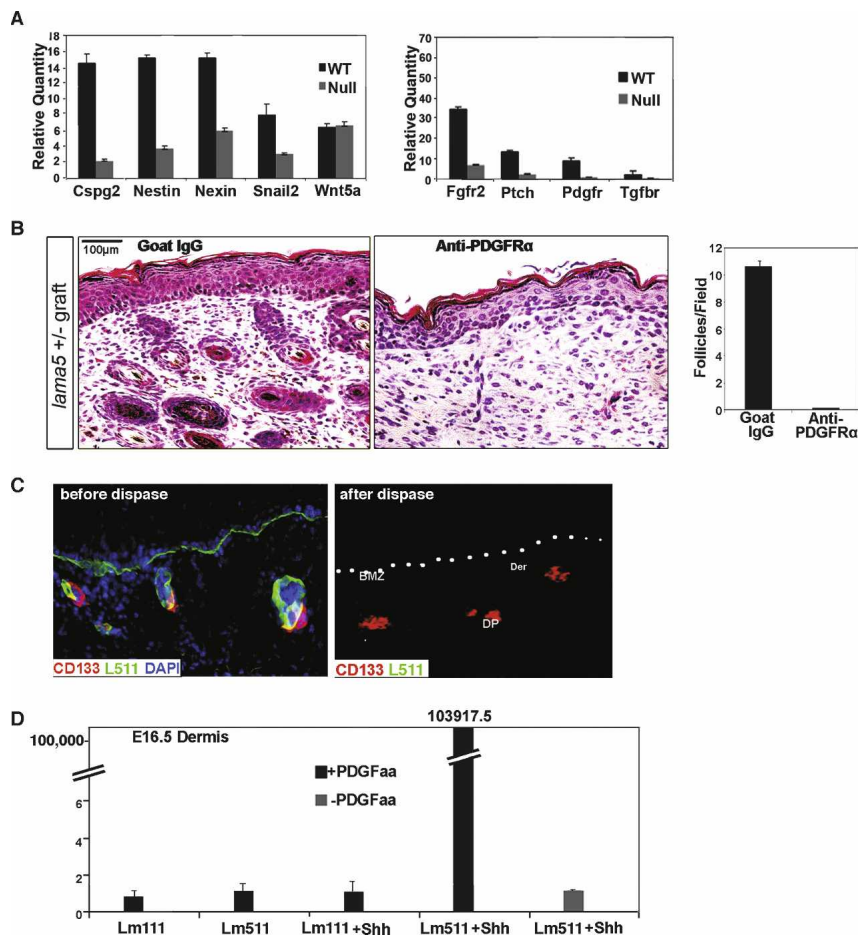 A
Relative Quantity
18
16
14
12
10
8
6
4
2
0
WT
Null
Cspg2 Nestin Nexin Snail2 Wnt5a
Relative Quantity
70
60
50
40
30
20
10
0
WT
Null
Fgfr2 Ptch Pdgfr Tgfbr
B
lama5 +/- graft
100µm
Goat IgG
Anti-PDGFRα
Follicles/Field
12
10
8
6
4
2
0
Goat IgG
Anti-PDGFRα
C
before dispase
CD133 L511 DAPI
after dispase
BMZ
Der
DP
CD133 L511
D
103917.5
100,000
E16.5 Dermis
+PDGFaa
-PDGFaa
6
4
2
0
Lm111 Lm511 Lm111+Shh Lm511+Shh Lm511+Shh